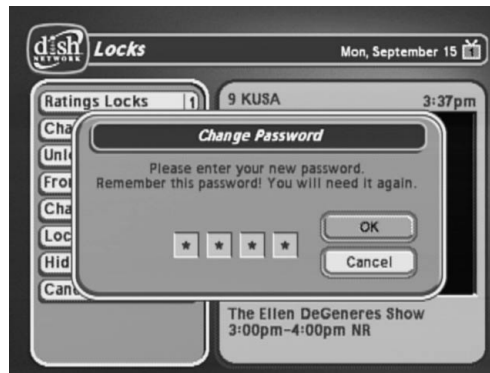 dish
NETWORK
Locks
Mon, September 15
1
Ratings Locks 1
Cha
Unl
Fro
Cha
Loc
Hid
Canc
9 KUSA 3:37pm
Change Password
Please enter your new password.
Remember this password! You will need it again.
* * * *
OK
Cancel
The Ellen DeGeneres Show
3:00pm-4:00pm NR